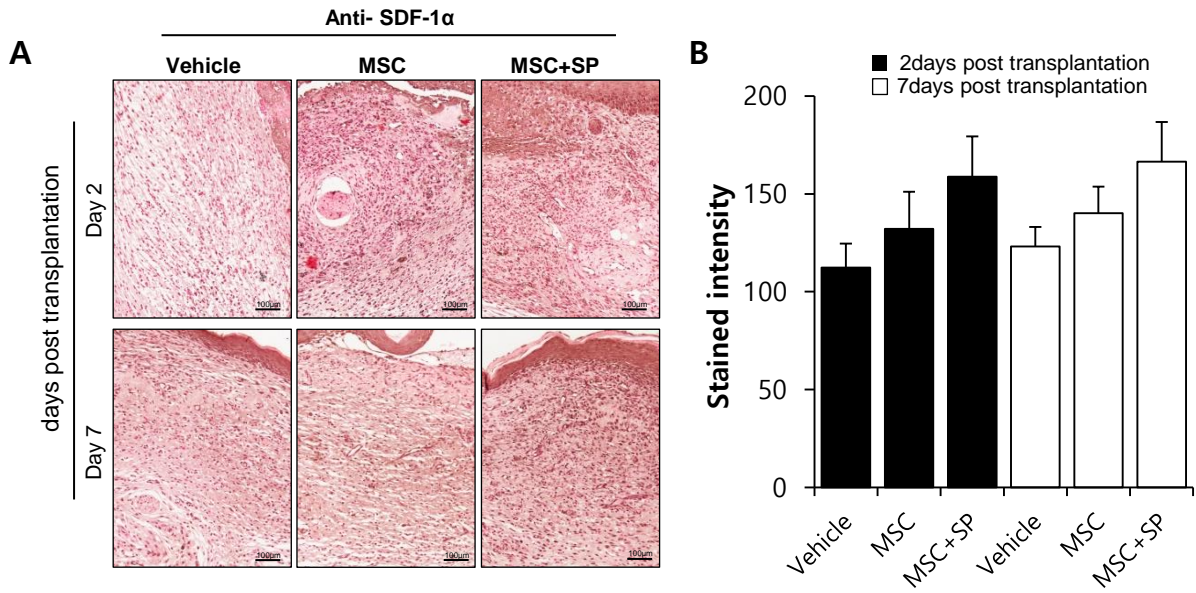 Anti- SDF-1α
A
Vehicle
MSC
MSC+SP
days post transplantation
Day 2
100μm
100μm
100μm
Day 7
100μm
100μm
100μm
B
2days post transplantation
7days post transplantation
Stained intensity
200
150
100
50
0
Vehicle
MSC
MSC+SP
Vehicle
MSC
MSC+SP